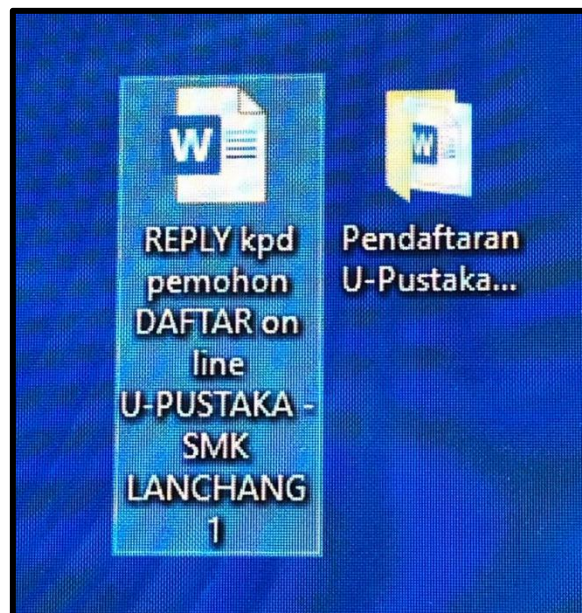 W
REPLY kpd
pemohon
DAFTAR on
line
U-PUSTAKA -
SMK
LANCHANG
1
W
Pendaftaran
U-Pustaka...